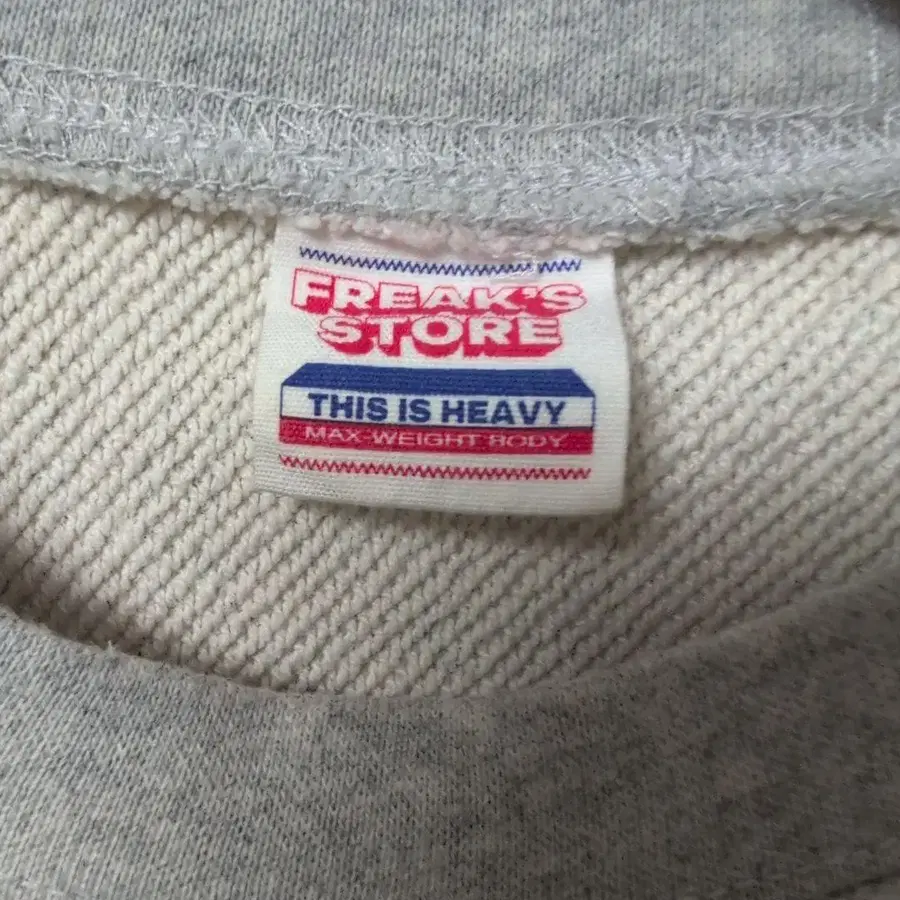 FREAK'S
STORE
THIS IS HEAVY
MAX-WEIGHT BODY